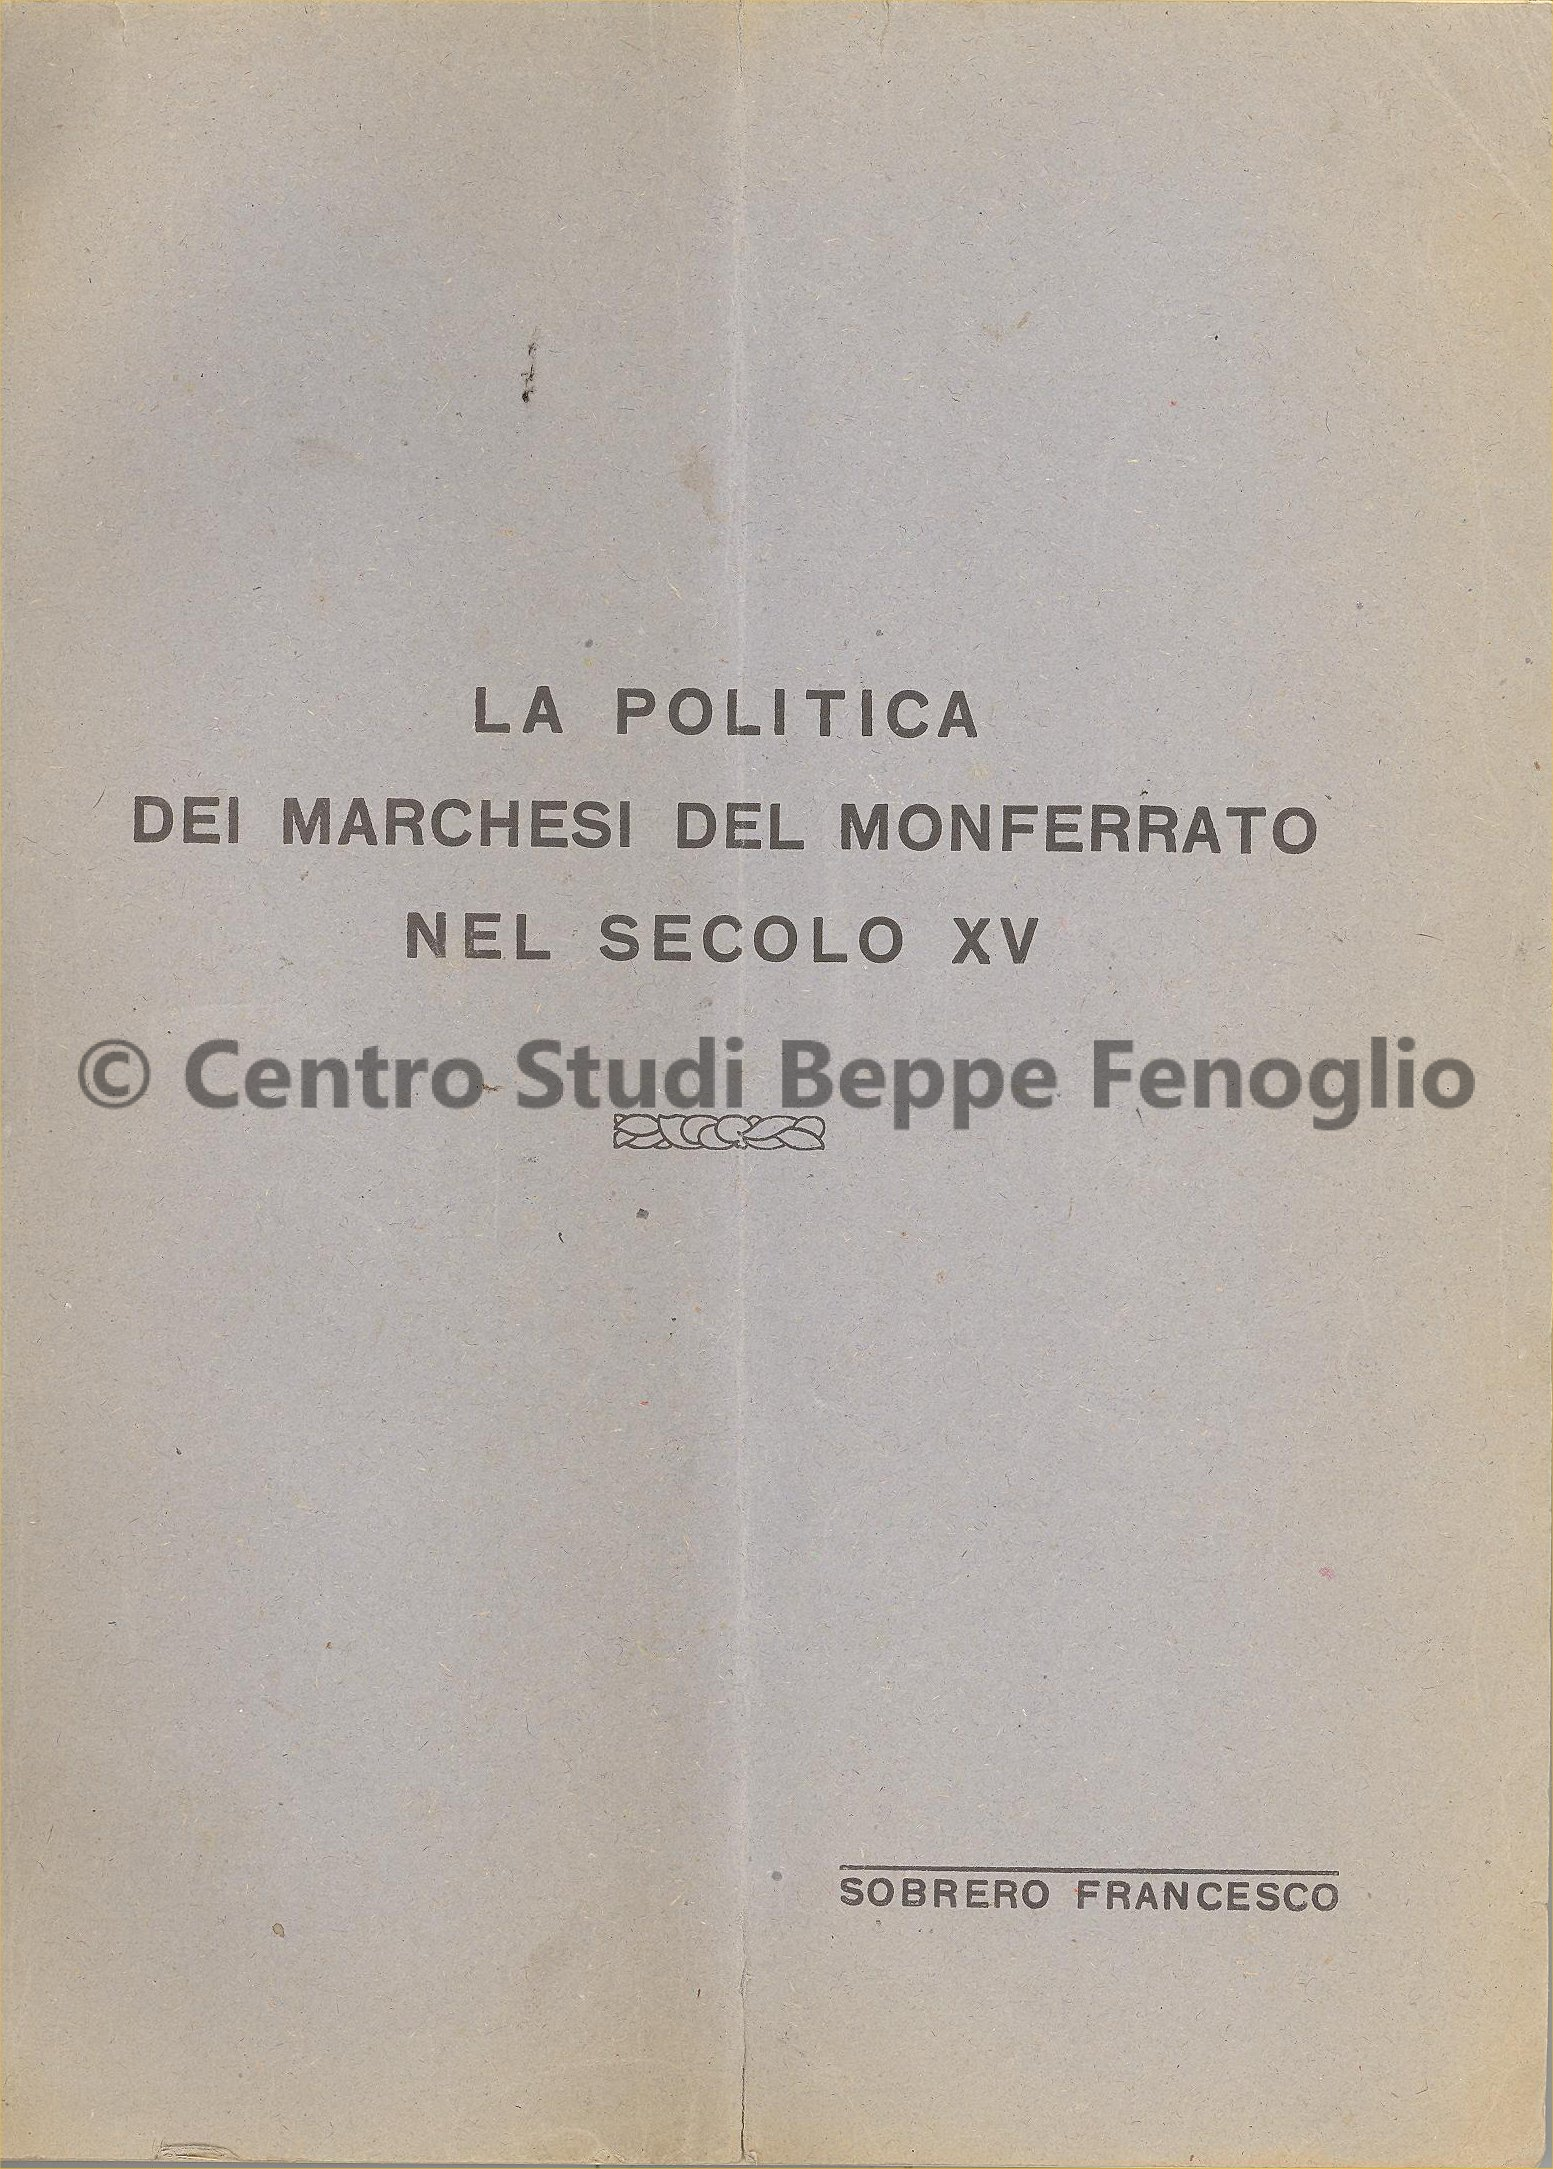 LA POLITICA
DEI MARCHESI DEL MONFERRATO
NEL SECOLO XV
© Centro Studi Beppe Fenoglio
SOBRERO FRANCESCO